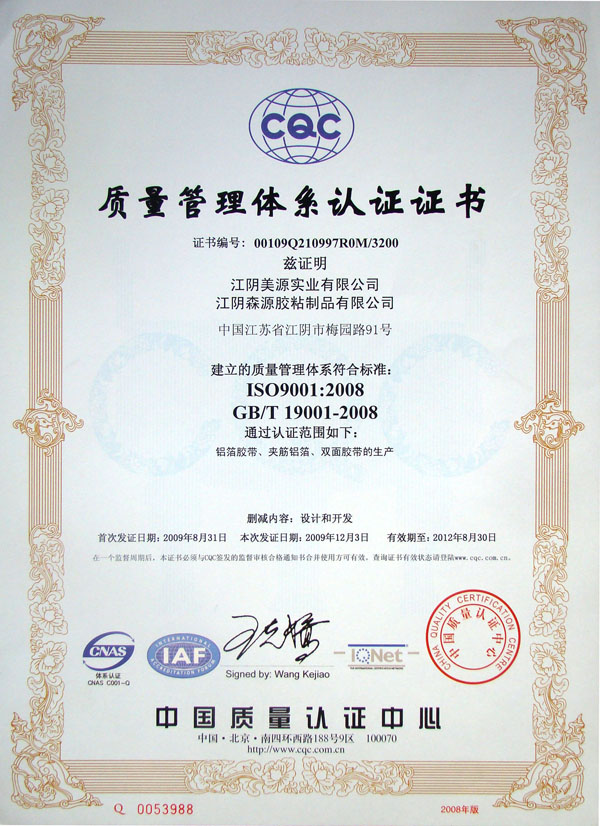 CQC
质量管理体系认证证书
证书编号: 00109Q210997R0M/3200
兹证明
江阴美源实业有限公司
江阴森源胶粘制品有限公司
中国江苏省江阴市梅园路91号
建立的质量管理体系符合标准:
ISO9001:2008
GB/T 19001-2008
通过认证范围如下:
铝箔胶带、夹筋铝箔、双面胶带的生产
删减内容: 设计和开发
首次发证日期: 2009年8月31日 本次发证日期: 2009年12月3日 有效期至: 2012年8月30日
在一个监督周期后, 本证书必须与CQC签发的监督审核合格通知书合并使用方可有效, 查询证书有效状态请登陆www.cqc.com.cn。
CNAS
体系认证
CNAS C001-Q
INTERNATIONAL
IAF
ACCREDITATION FORUM
Signed by: Wang Kejiao
IQNet
THE INTERNATIONAL CERTIFICATION NETWORK
CHINA QUALITY CERTIFICATION CENTRE
中国质量认证中心
中国质量认证中心
中国·北京·南四环西路188号9区 100070
http://www.cqc.com.cn
Q 0053988
2008年版